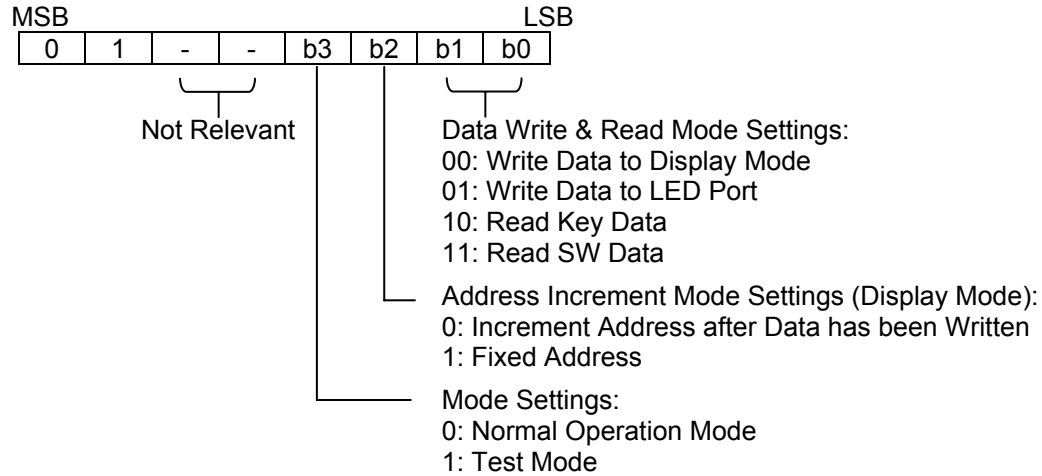 MSB LSB
0 1 - - b3 b2 b1 b0
Not Relevant
Data Write & Read Mode Settings:
00: Write Data to Display Mode
01: Write Data to LED Port
10: Read Key Data
11: Read SW Data
Address Increment Mode Settings (Display Mode):
0: Increment Address after Data has been Written
1: Fixed Address
Mode Settings:
0: Normal Operation Mode
1: Test Mode